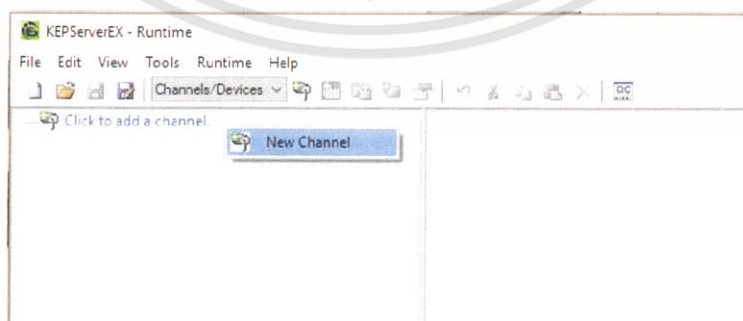 KEPServerEX - Runtime
File Edit View Tools Runtime Help
Channels/Devices
Click to add a channel.
New Channel